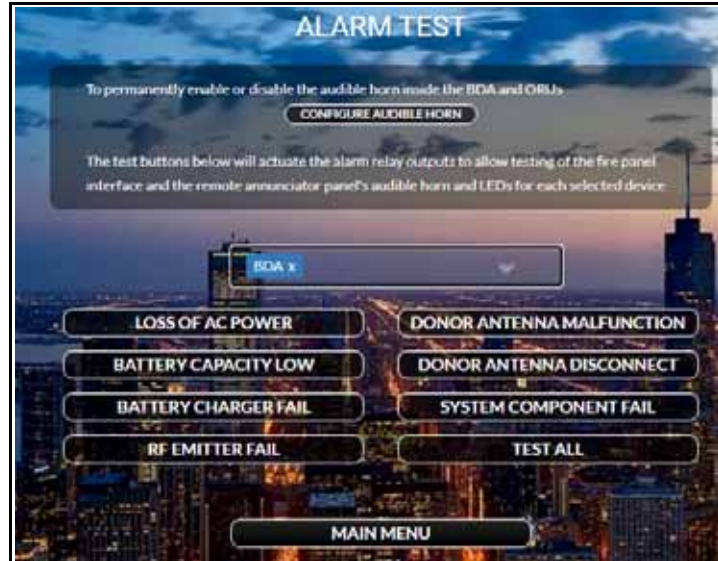 ALARM TEST
To permanently enable or disable the audible horn inside the BDA and ORUs
CONFIGURE AUDIBLE HORN
The test buttons below will actuate the alarm relay outputs to allow testing of the fire panel
interface and the remote annunciator panel's audible horn and LEDs for each selected device
BDA x
LOSS OF AC POWER
DONOR ANTENNA MALFUNCTION
BATTERY CAPACITY LOW
DONOR ANTENNA DISCONNECT
BATTERY CHARGER FAIL
SYSTEM COMPONENT FAIL
RF EMITTER FAIL
TEST ALL
MAIN MENU